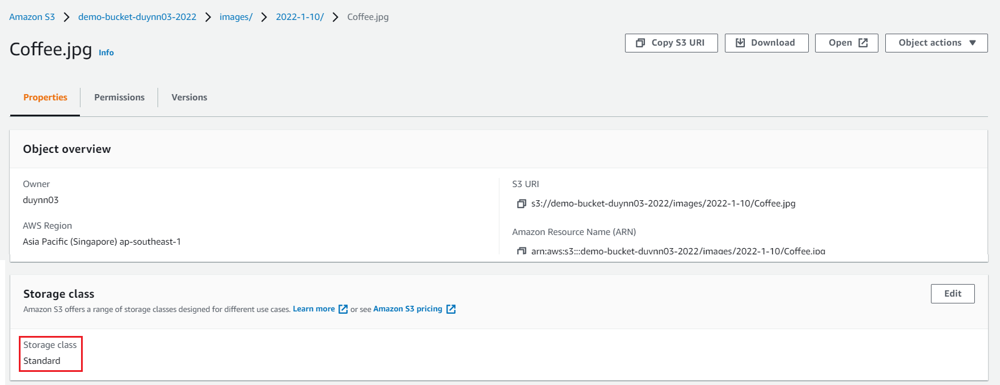 Amazon S3 demo-bucket-duynn03-2022 images/ 2022-1-10/ Coffee.jpg
Coffee.jpg Info
Copy S3 URI Download Open Object actions
Properties Permissions Versions
Object overview
Owner
duynn03
AWS Region
Asia Pacific (Singapore) ap-southeast-1
S3 URI
s3://demo-bucket-duynn03-2022/images/2022-1-10/Coffee.jpg
Amazon Resource Name (ARN)
arn:aws:s3:::demo-bucket-duynn03-2022/images/2022-1-10/Coffee.jpg
Storage class
Edit
Amazon S3 offers a range of storage classes designed for different use cases. Learn more or see Amazon S3 pricing
Storage class
Standard